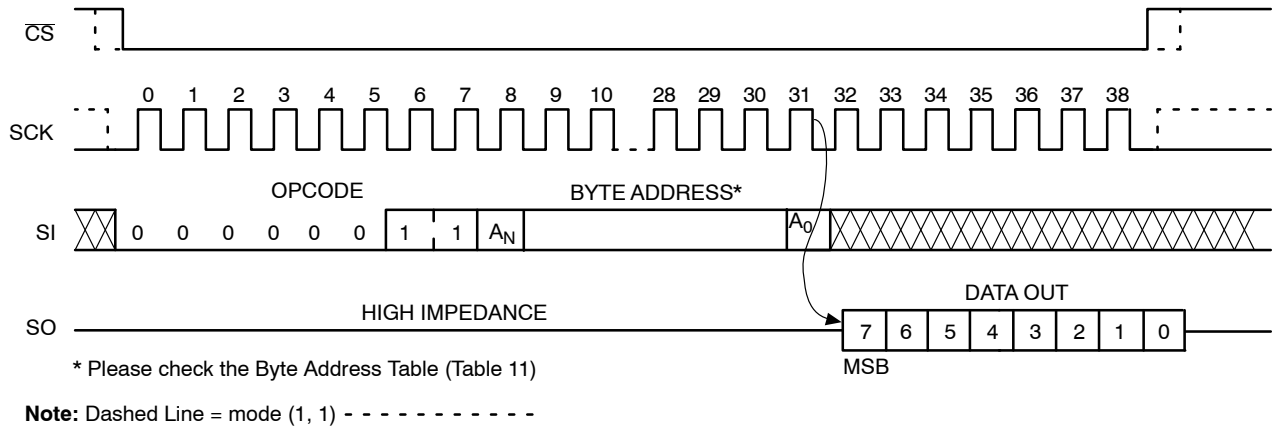 CS
0 1 2 3 4 5 6 7 8 9 10 28 29 30 31 32 33 34 35 36 37 38
SCK
OPCODE BYTE ADDRESS*
SI 0 0 0 0 0 0 1 1 AN A0
DATA OUT
HIGH IMPEDANCE
SO 7 6 5 4 3 2 1 0
* Please check the Byte Address Table (Table 11) MSB
Note: Dashed Line = mode (1, 1) - - - - - - - - - - - -